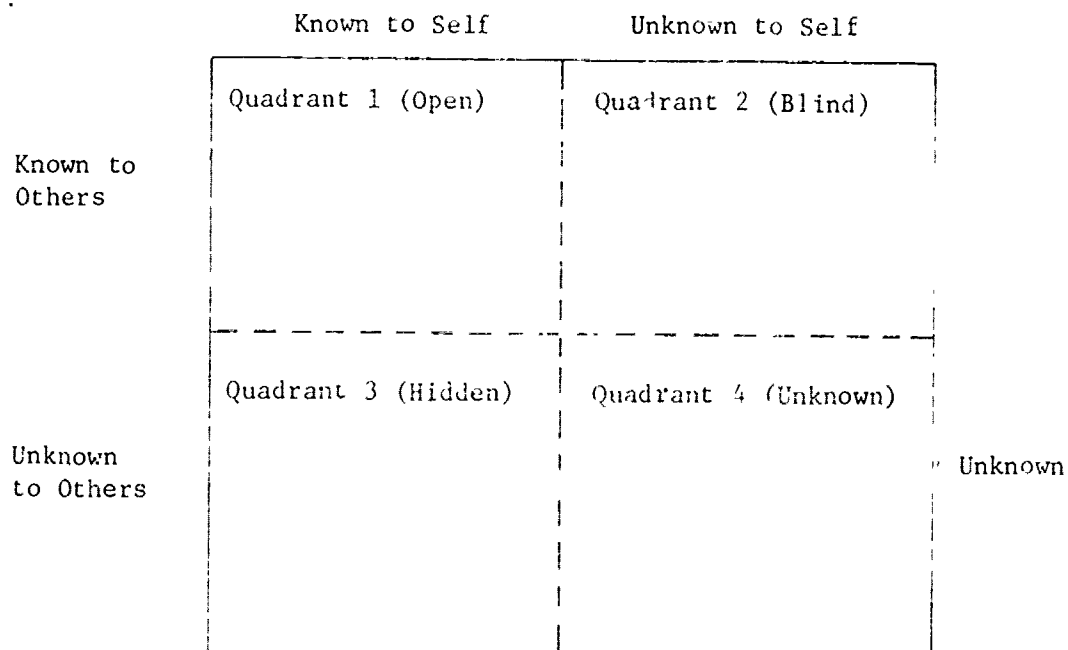 Known to Self
Unknown to Self
Quadrant 1 (Open)
Quadrant 2 (Blind)
Known to
Others
Quadrant 3 (Hidden)
Quadrant 4 (Unknown)
Unknown
to Others
Unknown